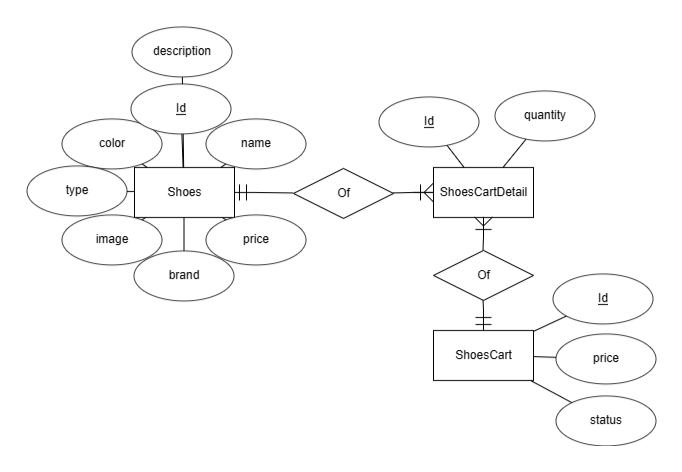 description
Id
color
name
type
Shoes
image
price
brand
Of
Id
quantity
ShoesCartDetail
Of
ShoesCart
Id
price
status